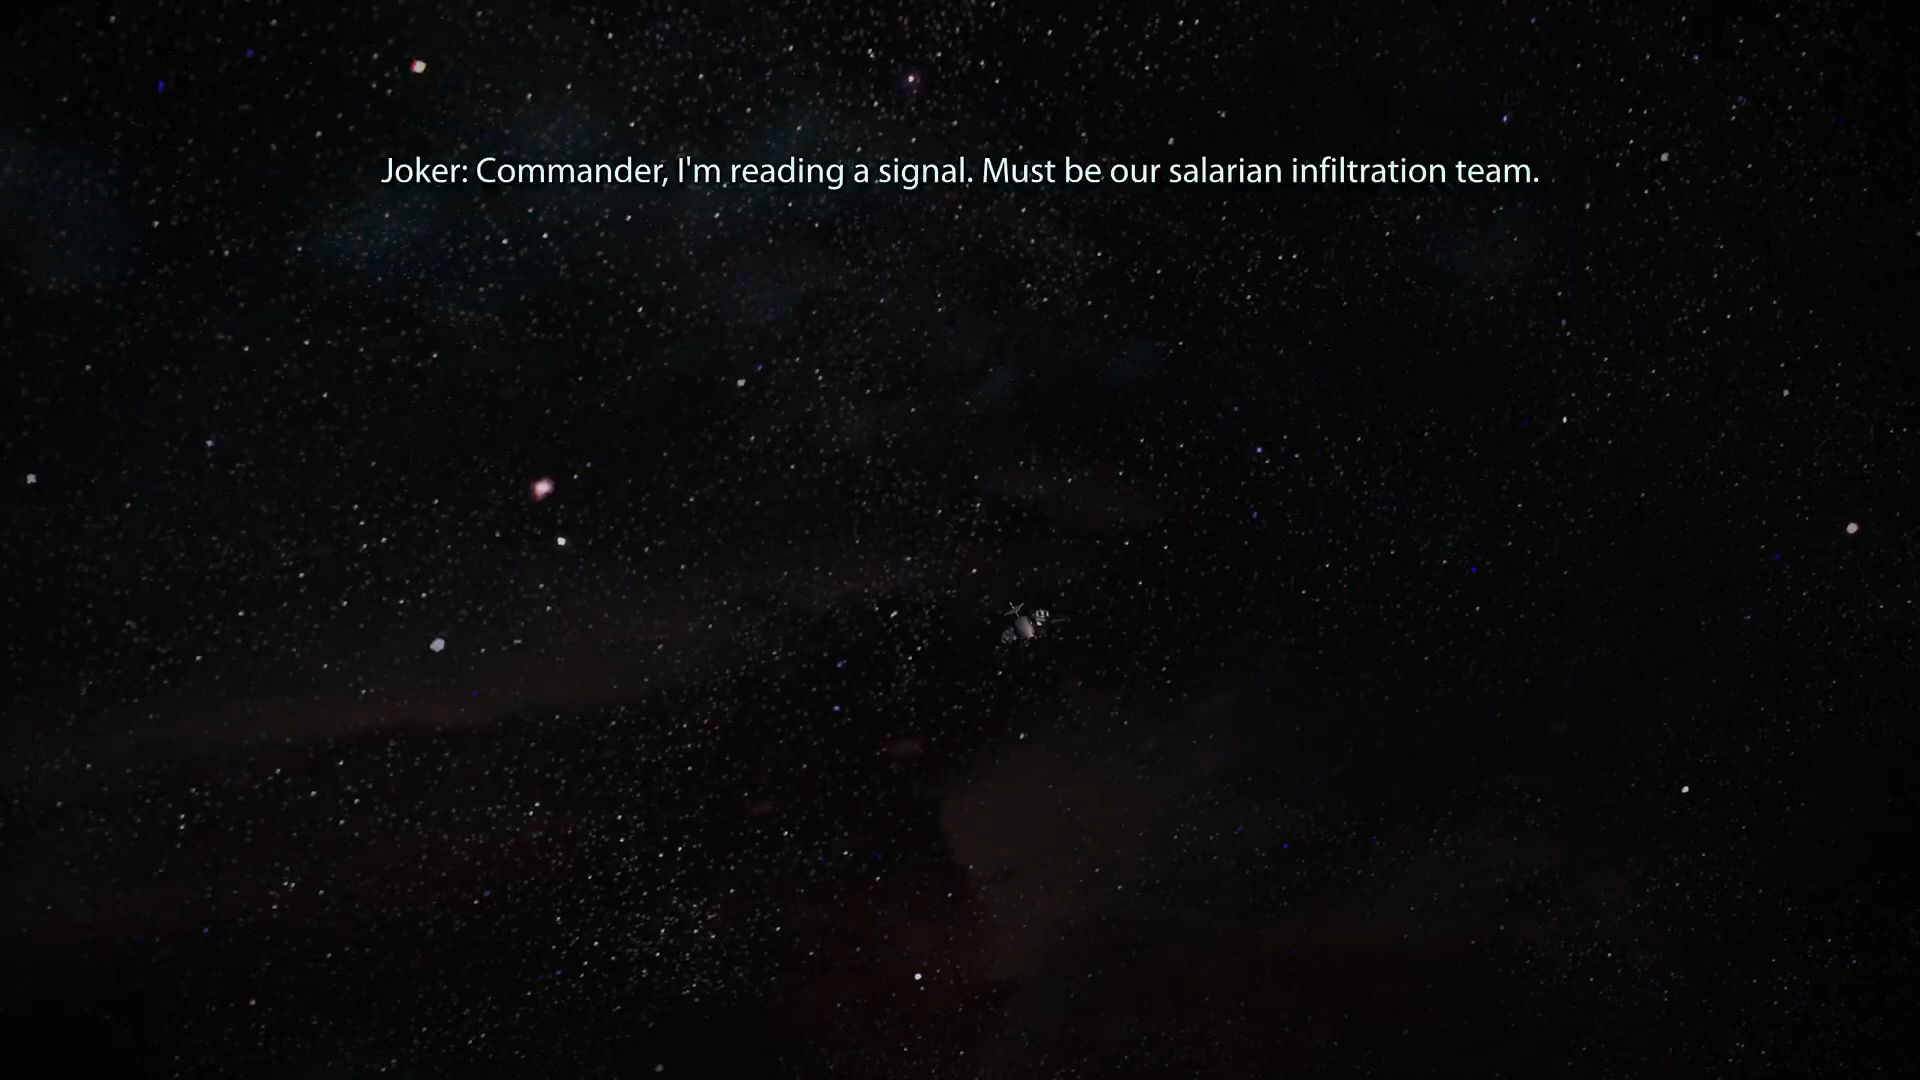 Joker: Commander, I'm reading a signal. Must be our salarian infiltration team.